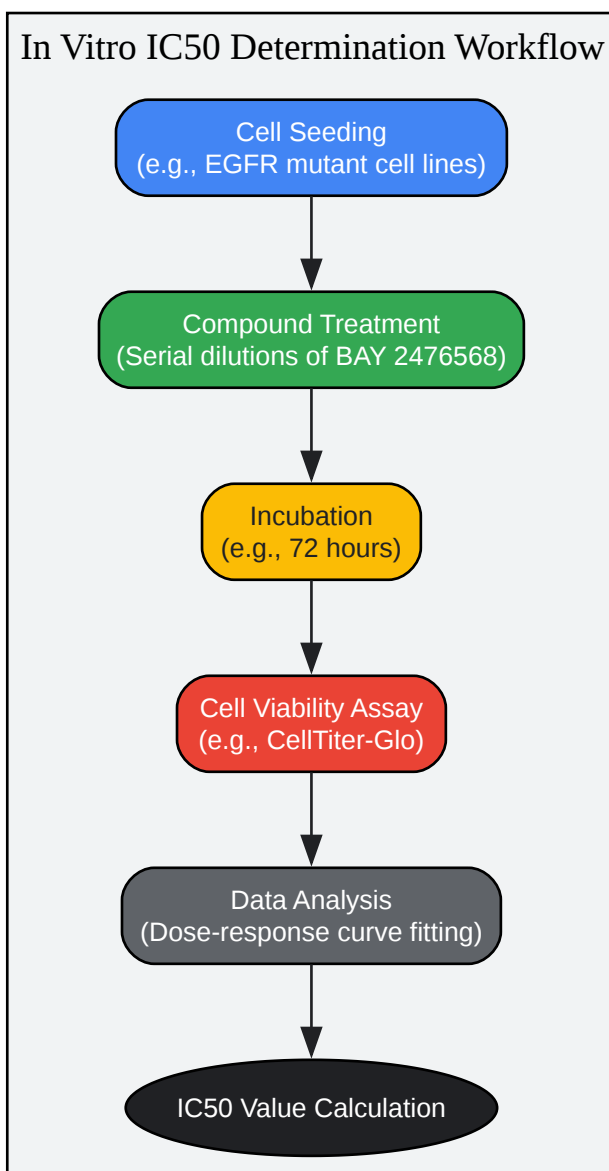 In Vitro IC50 Determination Workflow
Cell Seeding
(e.g., EGFR mutant cell lines)
Compound Treatment
(Serial dilutions of BAY 2476568)
Incubation
(e.g., 72 hours)
Cell Viability Assay
(e.g., CellTiter-Glo)
Data Analysis
(Dose-response curve fitting)
IC50 Value Calculation